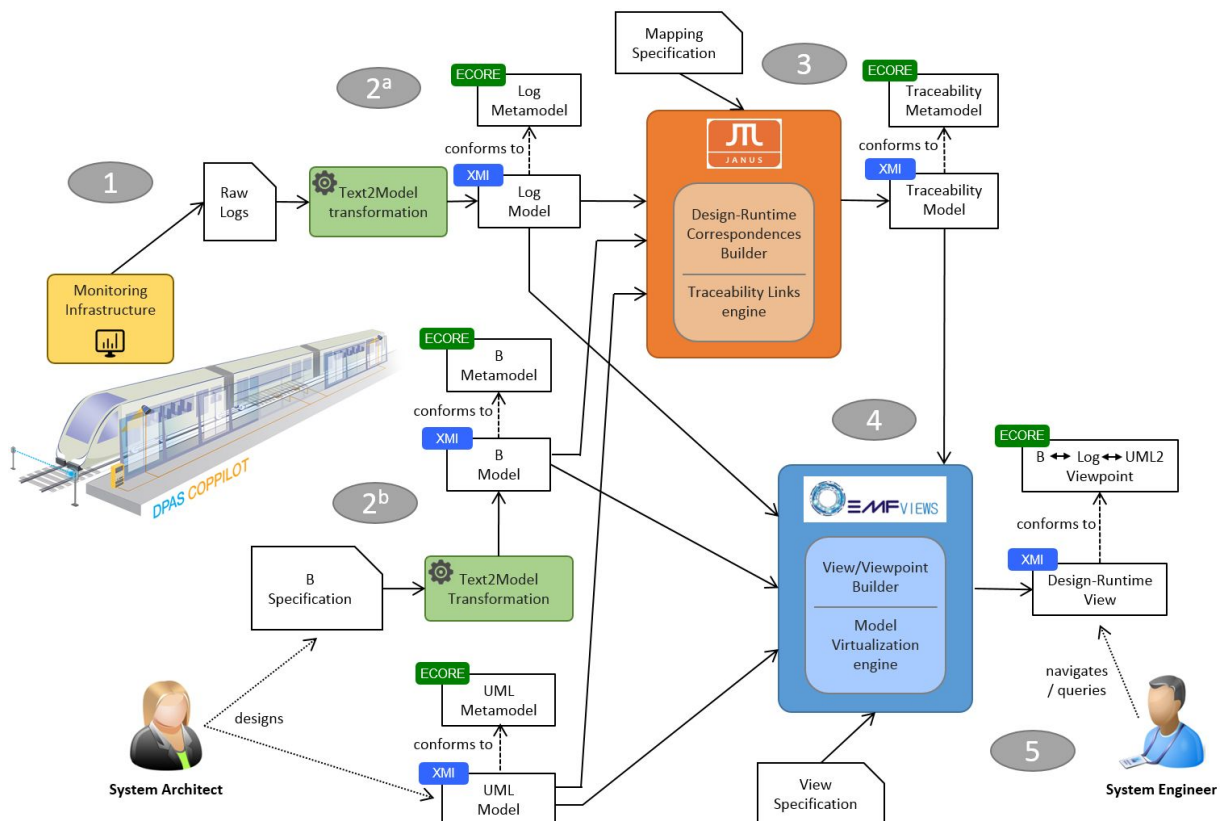 Mapping
Specification
3
2ª
ECORE
Log
Metamodel
ECORE
Traceability
Metamodel
JTL
JANUS
conforms to
conforms to
1
Raw
Logs
Text2Model
transformation
XMI
Log
Model
XMI
Traceability
Model
Design-Runtime
Correspondences
Builder
Traceability Links
engine
Monitoring
Infrastructure
ECORE
B
Metamodel
conforms to
XMI
B
Model
DPAS COPPILOT
2ᵇ
4
ECORE
B
Log
UML2
Viewpoint
EMF VIEWS
conforms to
B
Specification
Text2Model
Transformation
View/Viewpoint
Builder
Model
Virtualization
engine
XMI
Design-Runtime
View
navigates
/ queries
ECORE
UML
Metamodel
designs
conforms to
XMI
UML
Model
5
System Architect
View
Specification
System Engineer